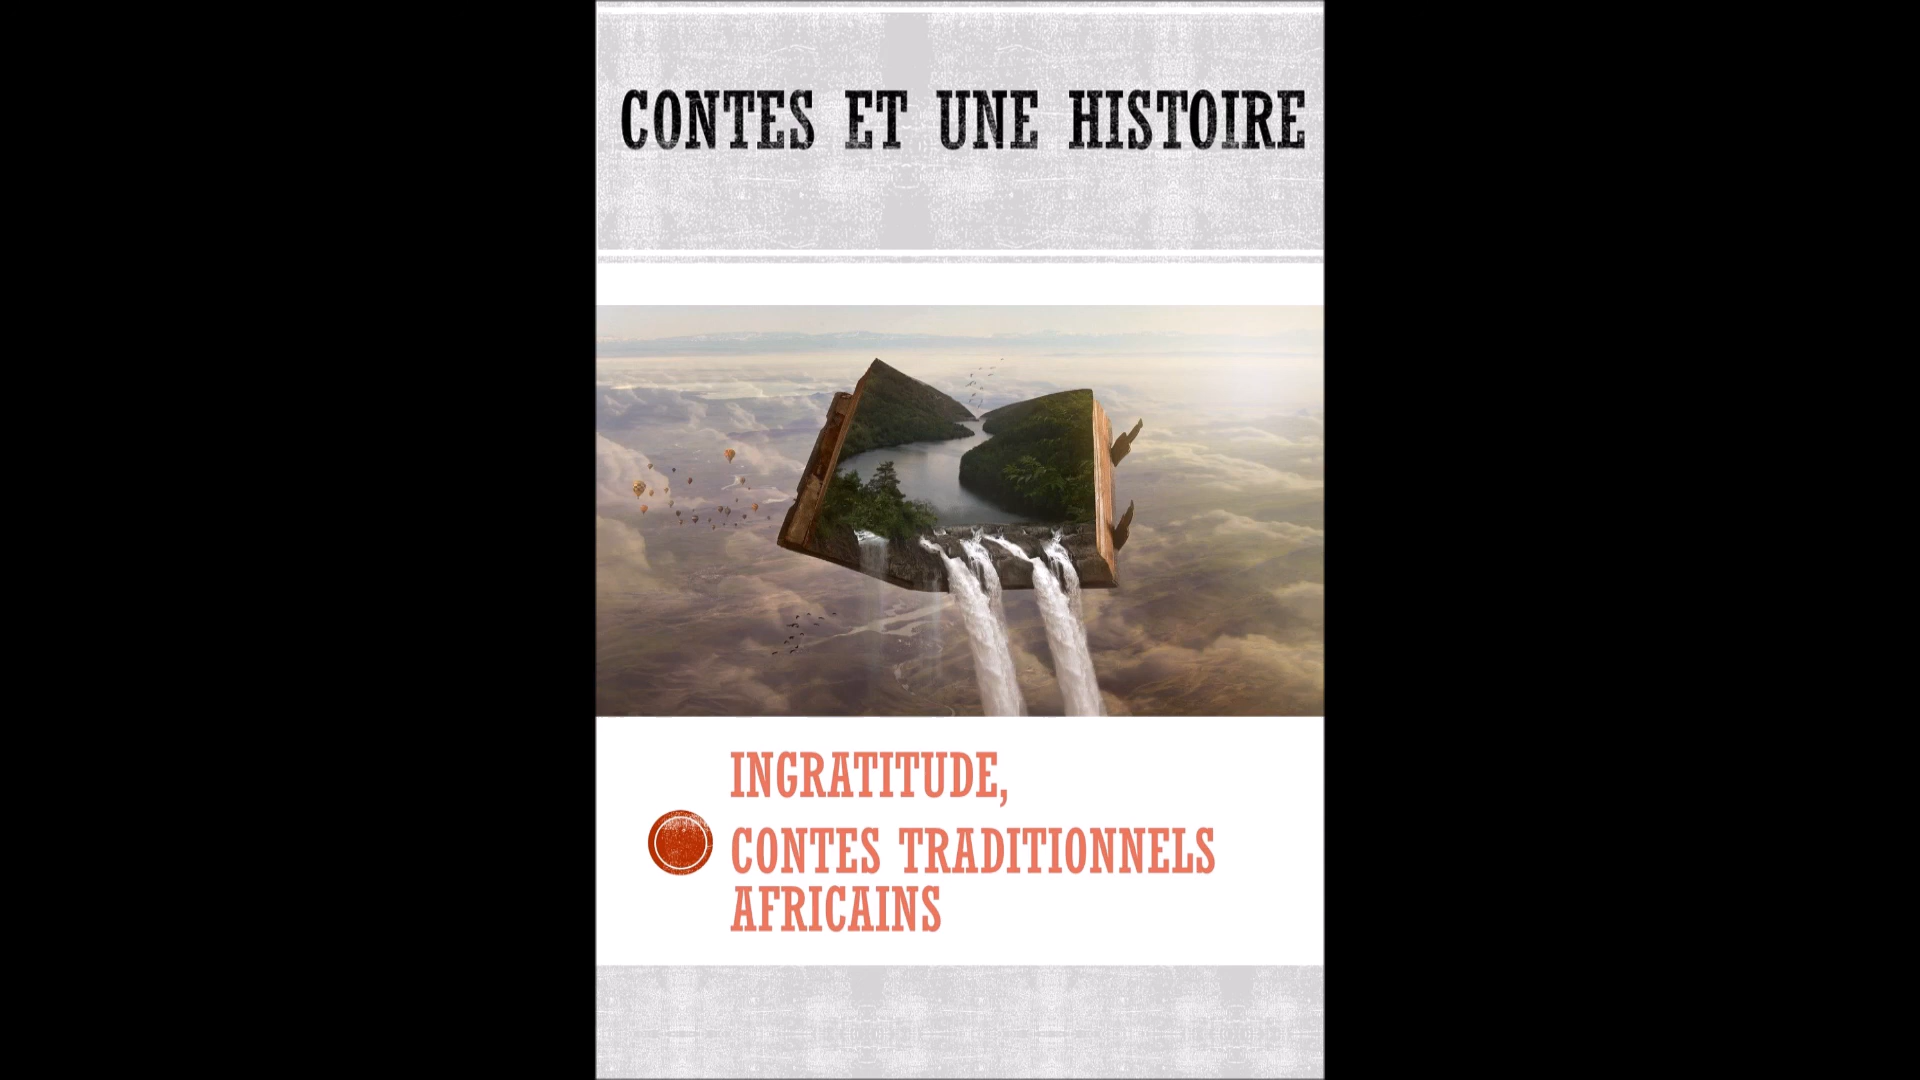 CONTES ET UNE HISTOIRE
INGRATITUDE,
CONTES TRADITIONNELS
AFRICAINS